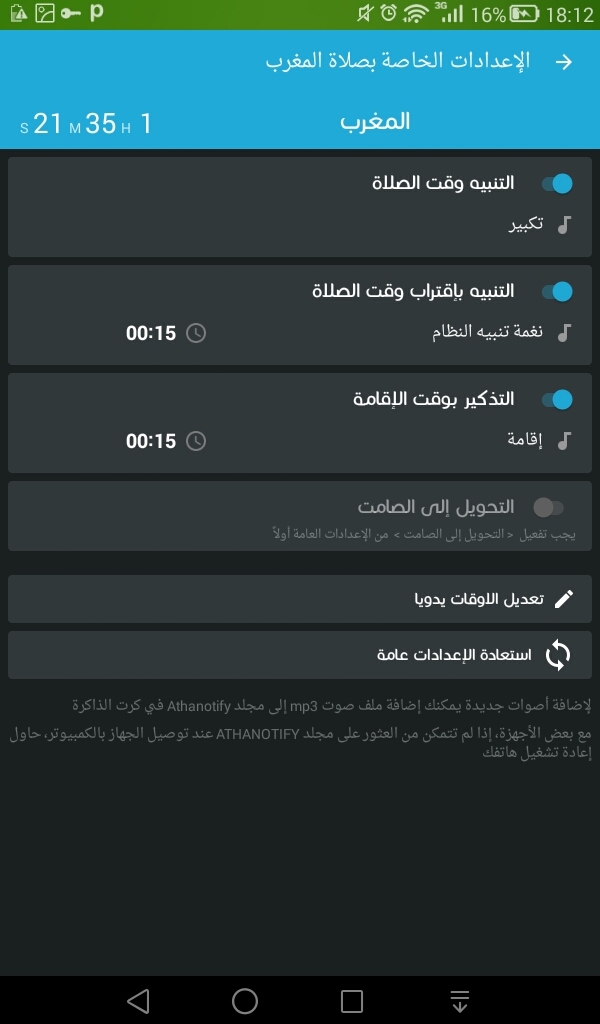 3G 16% 18:12
الإعدادات الخاصة بصلاة المغرب
المغرب
S 21 M 35 H 1
التنبيه وقت الصلاة
تكبير
التنبيه بإقتراب وقت الصلاة
نغمة تنبيه النظام
00:15
التذكير بوقت الإقامة
إقامة
00:15
التحويل إلى الصامت
يجب تفعيل < التحويل إلى الصامت > من الإعدادات العامة أولاً
تعديل الاوقات يدويا
استعادة الإعدادات عامة
لإضافة أصوات جديدة يمكنك إضافة ملف صوت mp3 إلى مجلد Athanotify في كرت الذاكرة
مع بعض الأجهزة، إذا لم تتمكن من العثور على مجلد ATHANOTIFY عند توصيل الجهاز بالكمبيوتر، حاول
إعادة تشغيل هاتفك